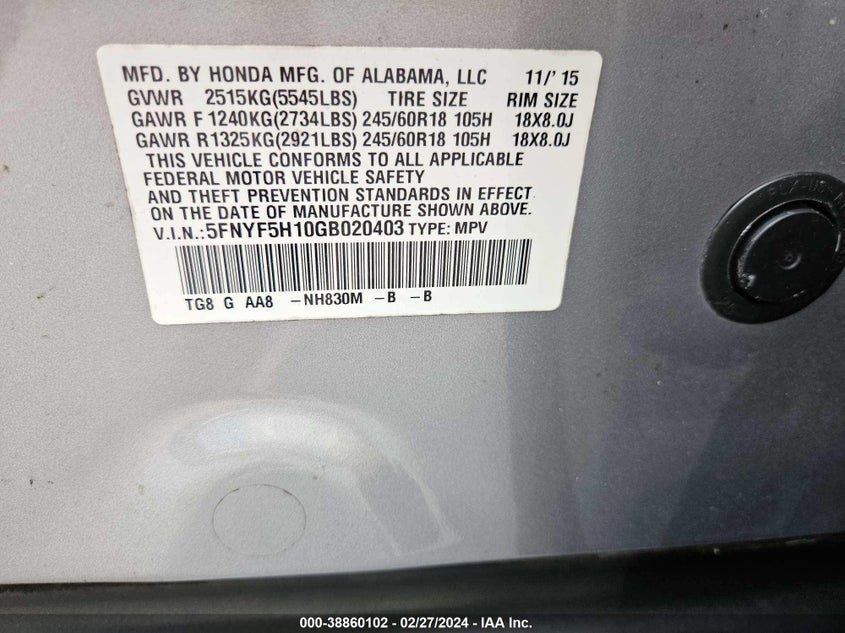 MFD. BY HONDA MFG. OF ALABAMA, LLC 11/' 15
GVWR 2515KG(5545LBS) TIRE SIZE RIM SIZE
GAWR F 1240KG(2734LBS) 245/60R18 105H 18X8.0J
GAWR R1325KG(2921LBS) 245/60R18 105H 18X8.0J
THIS VEHICLE CONFORMS TO ALL APPLICABLE
FEDERAL MOTOR VEHICLE SAFETY
AND THEFT PREVENTION STANDARDS IN EFFECT
ON THE DATE OF MANUFACTURE SHOWN ABOVE.
V.I.N.:5FNYF5H10GB020403 TYPE: MPV
TG8 G AA8 -NH830M -B -B
000-38860102 - 02/27/2024 - IAA Inc.